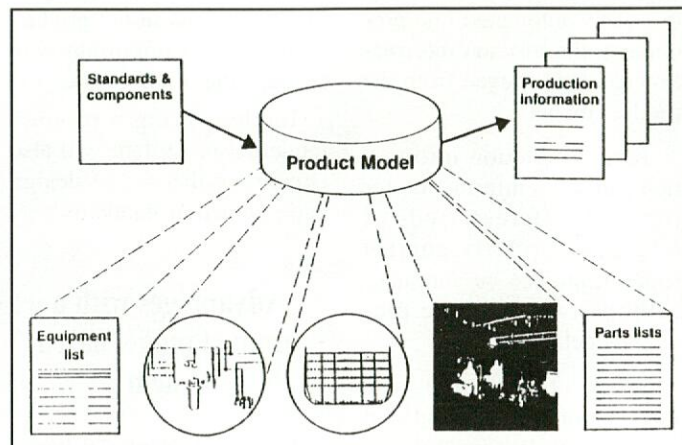 Standards &
components
Production
information
Product Model
Equipment
list
Parts lists